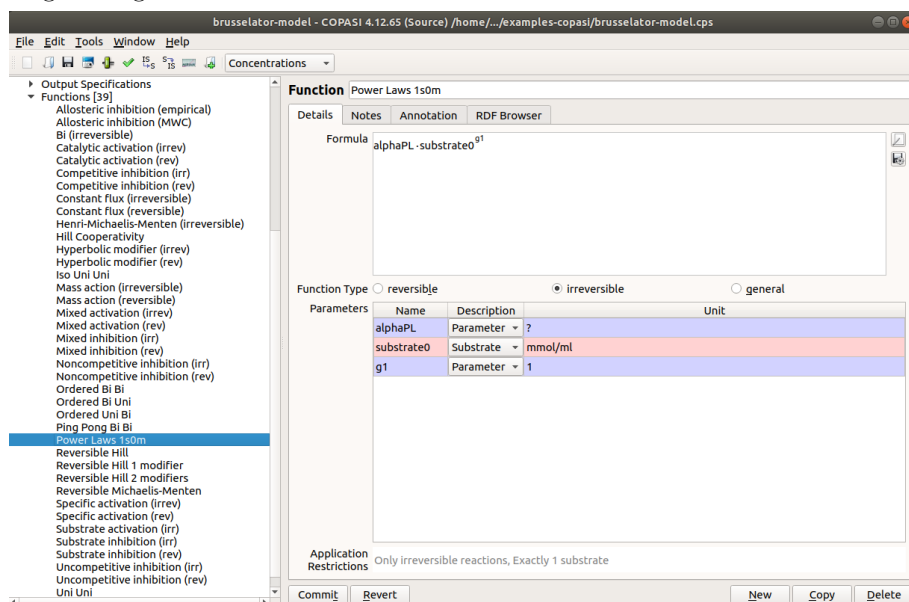 brusselator-model - COPASI 4.12.65 (Source) /home/.../examples-copasi/brusselator-model.cps
File Edit Tools Window Help
Concentrations
Output Specifications
Functions [39]
Allosteric inhibition (empirical)
Allosteric inhibition (MWC)
Bi (irreversible)
Catalytic activation (irrev)
Catalytic activation (rev)
Competitive inhibition (irr)
Competitive inhibition (rev)
Constant flux (irreversible)
Constant flux (reversible)
Henri-Michaelis-Menten (irreversible)
Hill Cooperativity
Hyperbolic modifier (irrev)
Hyperbolic modifier (rev)
Iso Uni Uni
Mass action (irreversible)
Mass action (reversible)
Mixed activation (irrev)
Mixed activation (rev)
Mixed inhibition (irr)
Mixed inhibition (rev)
Noncompetitive inhibition (irr)
Noncompetitive inhibition (rev)
Ordered Bi Bi
Ordered Bi Uni
Ordered Uni Bi
Ping Pong Bi Bi
Power Laws 1s0m
Reversible Hill
Reversible Hill 1 modifier
Reversible Hill 2 modifiers
Reversible Michaelis-Menten
Specific activation (irrev)
Specific activation (rev)
Substrate activation (irr)
Substrate inhibition (irr)
Substrate inhibition (rev)
Uncompetitive inhibition (irr)
Uncompetitive inhibition (rev)
Uni Uni
Function Power Laws 1s0m
Details Notes Annotation RDF Browser
Formula alphaPL·substrate0^g1
Function Type reversible irreversible general
Parameters Name Description Unit
alphaPL Parameter ?
substrate0 Substrate mmol/ml
g1 Parameter 1
Application Restrictions Only irreversible reactions, Exactly 1 substrate
Commit Revert New Copy Delete